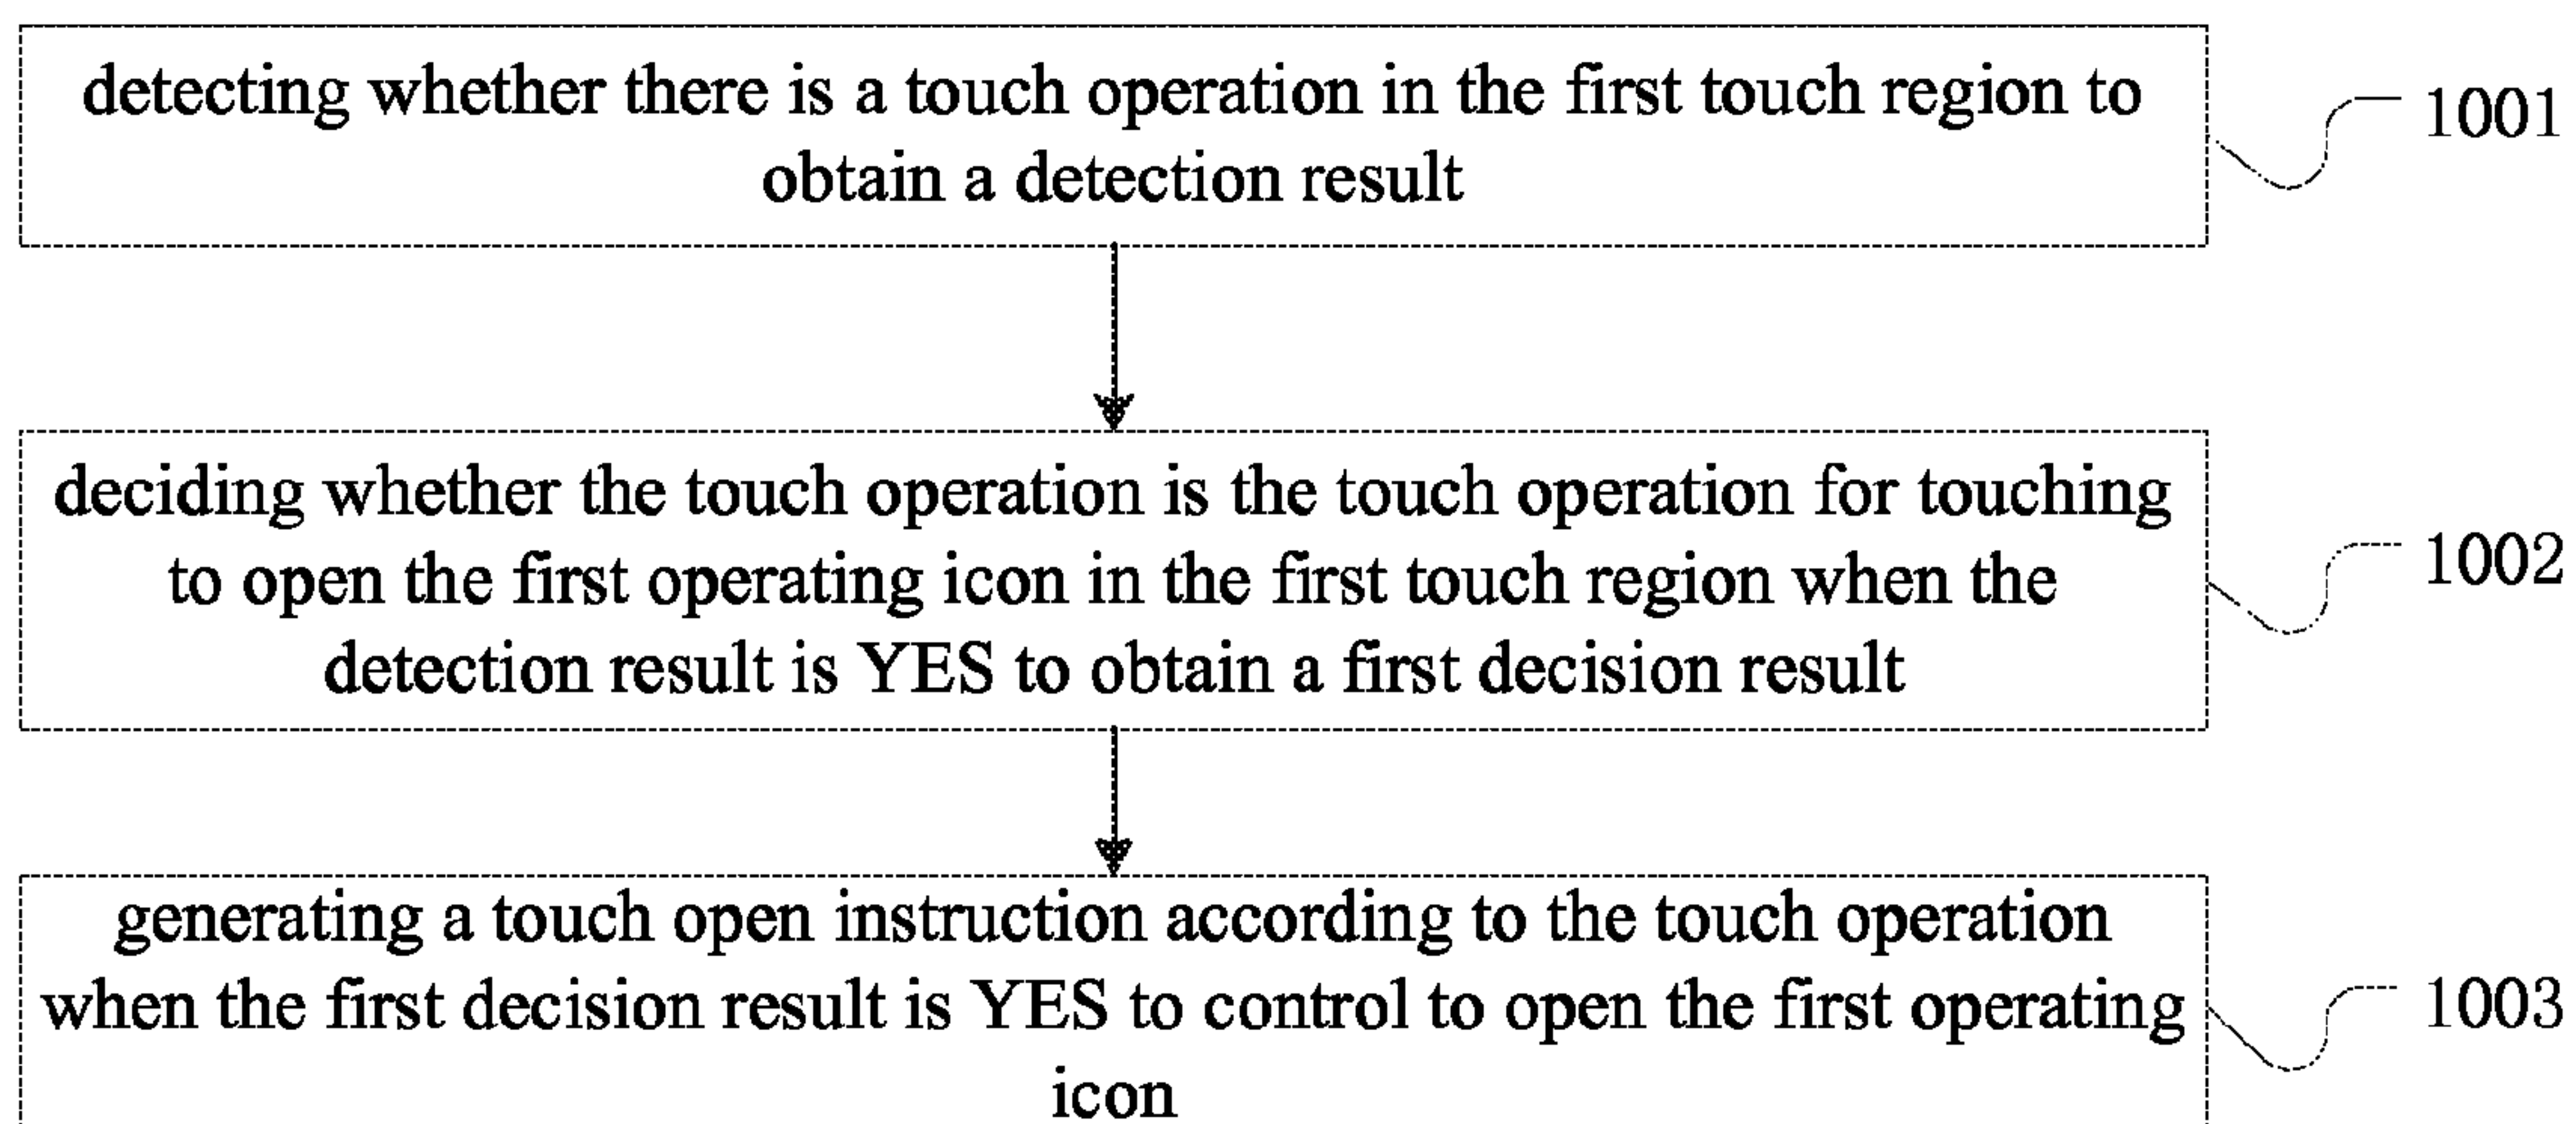 detecting whether there is a touch operation in the first touch region to
obtain a detection result
1001
deciding whether the touch operation is the touch operation for touching
to open the first operating icon in the first touch region when the
detection result is YES to obtain a first decision result
1002
generating a touch open instruction according to the touch operation
when the first decision result is YES to control to open the first operating
icon
1003